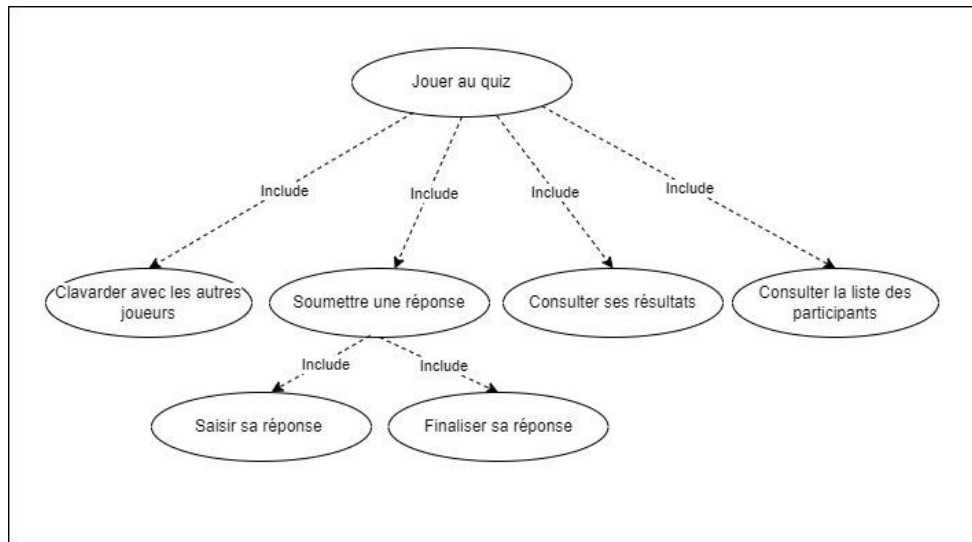 Jouer au quiz
Include
Include
Include
Include
Clavarder avec les autres
joueurs
Soumettre une réponse
Consulter ses résultats
Consulter la liste des
participants
Include
Include
Saisir sa réponse
Finaliser sa réponse